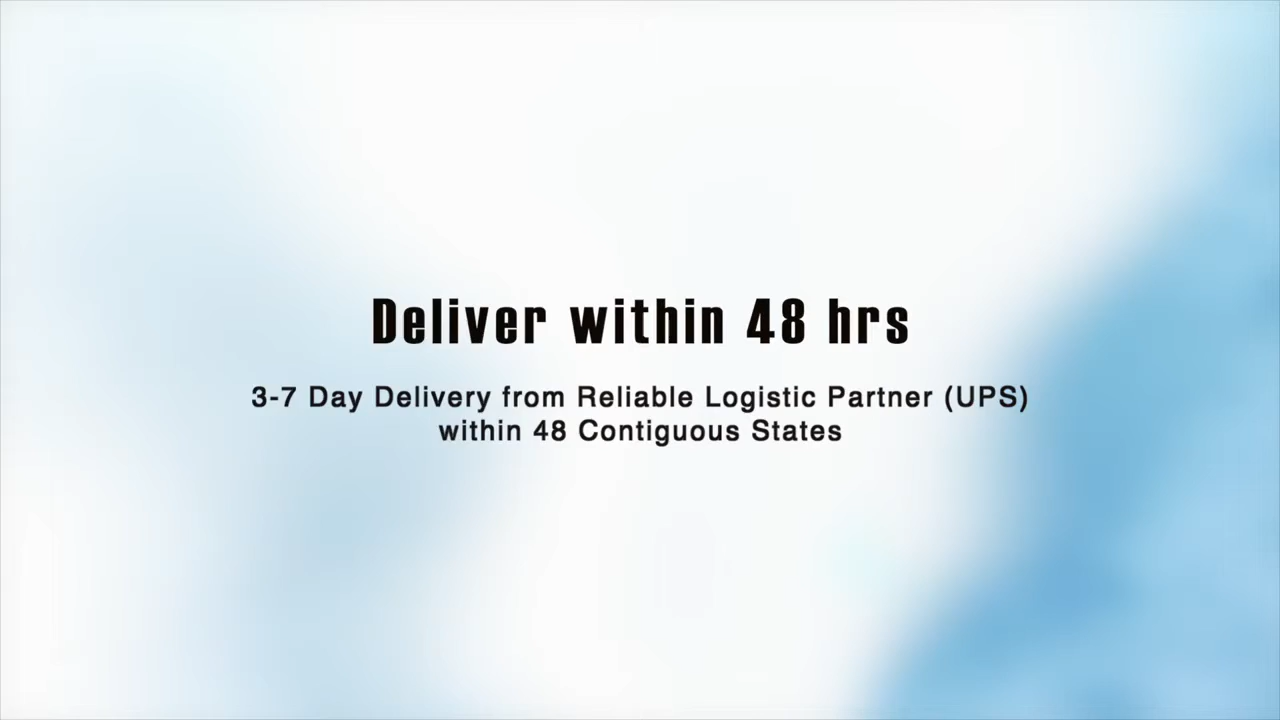 Deliver within 48 hrs
3-7 Day Delivery from Reliable Logistic Partner (UPS)
within 48 Contiguous States